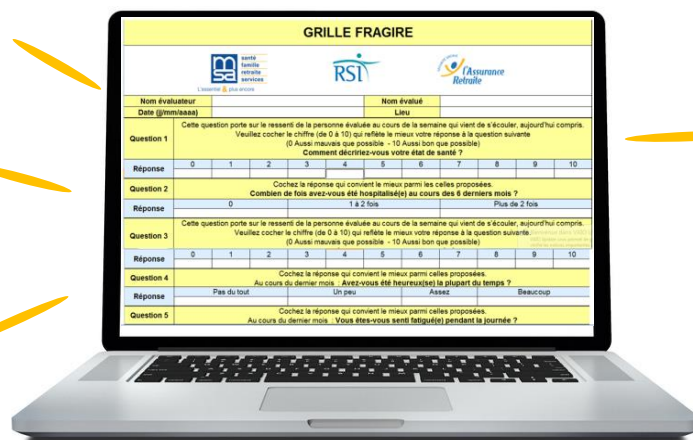 GRILLE FRAGIRE
msa
santé
famille
retraite
services
L'essentiel & plus encore
RSI
l'Assurance
Retraite
Nom évaluateur
Nom évalué
Date (jj/mm/aaaa)
Lieu
Question 1
Cette question porte sur le ressenti de la personne évaluée au cours de la semaine qui vient de s'écouler, aujourd'hui compris.
Veuillez cocher le chiffre (de 0 à 10) qui reflète le mieux votre réponse à la question suivante
(0 Aussi mauvais que possible - 10 Aussi bon que possible)
Comment décririez-vous votre état de santé ?
Réponse
0 1 2 3 4 5 6 7 8 9 10
Question 2
Cochez la réponse qui convient le mieux parmi les celles proposées.
Combien de fois avez-vous été hospitalisé(e) au cours des 6 derniers mois ?
Réponse
0 1 à 2 fois Plus de 2 fois
Question 3
Cette question porte sur le ressenti de la personne évaluée au cours de la semaine qui vient de s'écouler, aujourd'hui compris.
Veuillez cocher le chiffre (de 0 à 10) qui reflète le mieux votre réponse à la question suivante
(0 Aussi mauvais que possible - 10 Aussi bon que possible)
Réponse
0 1 2 3 4 5 6 7 8 9 10
Question 4
Cochez la réponse qui convient le mieux parmi celles proposées.
Au cours du dernier mois : Avez-vous été heureux(se) la plupart du temps ?
Réponse
Pas du tout Un peu Assez Beaucoup
Question 5
Cochez la réponse qui convient le mieux parmi celles proposées.
Au cours du dernier mois : Vous êtes-vous senti fatigué(e) pendant la journée ?